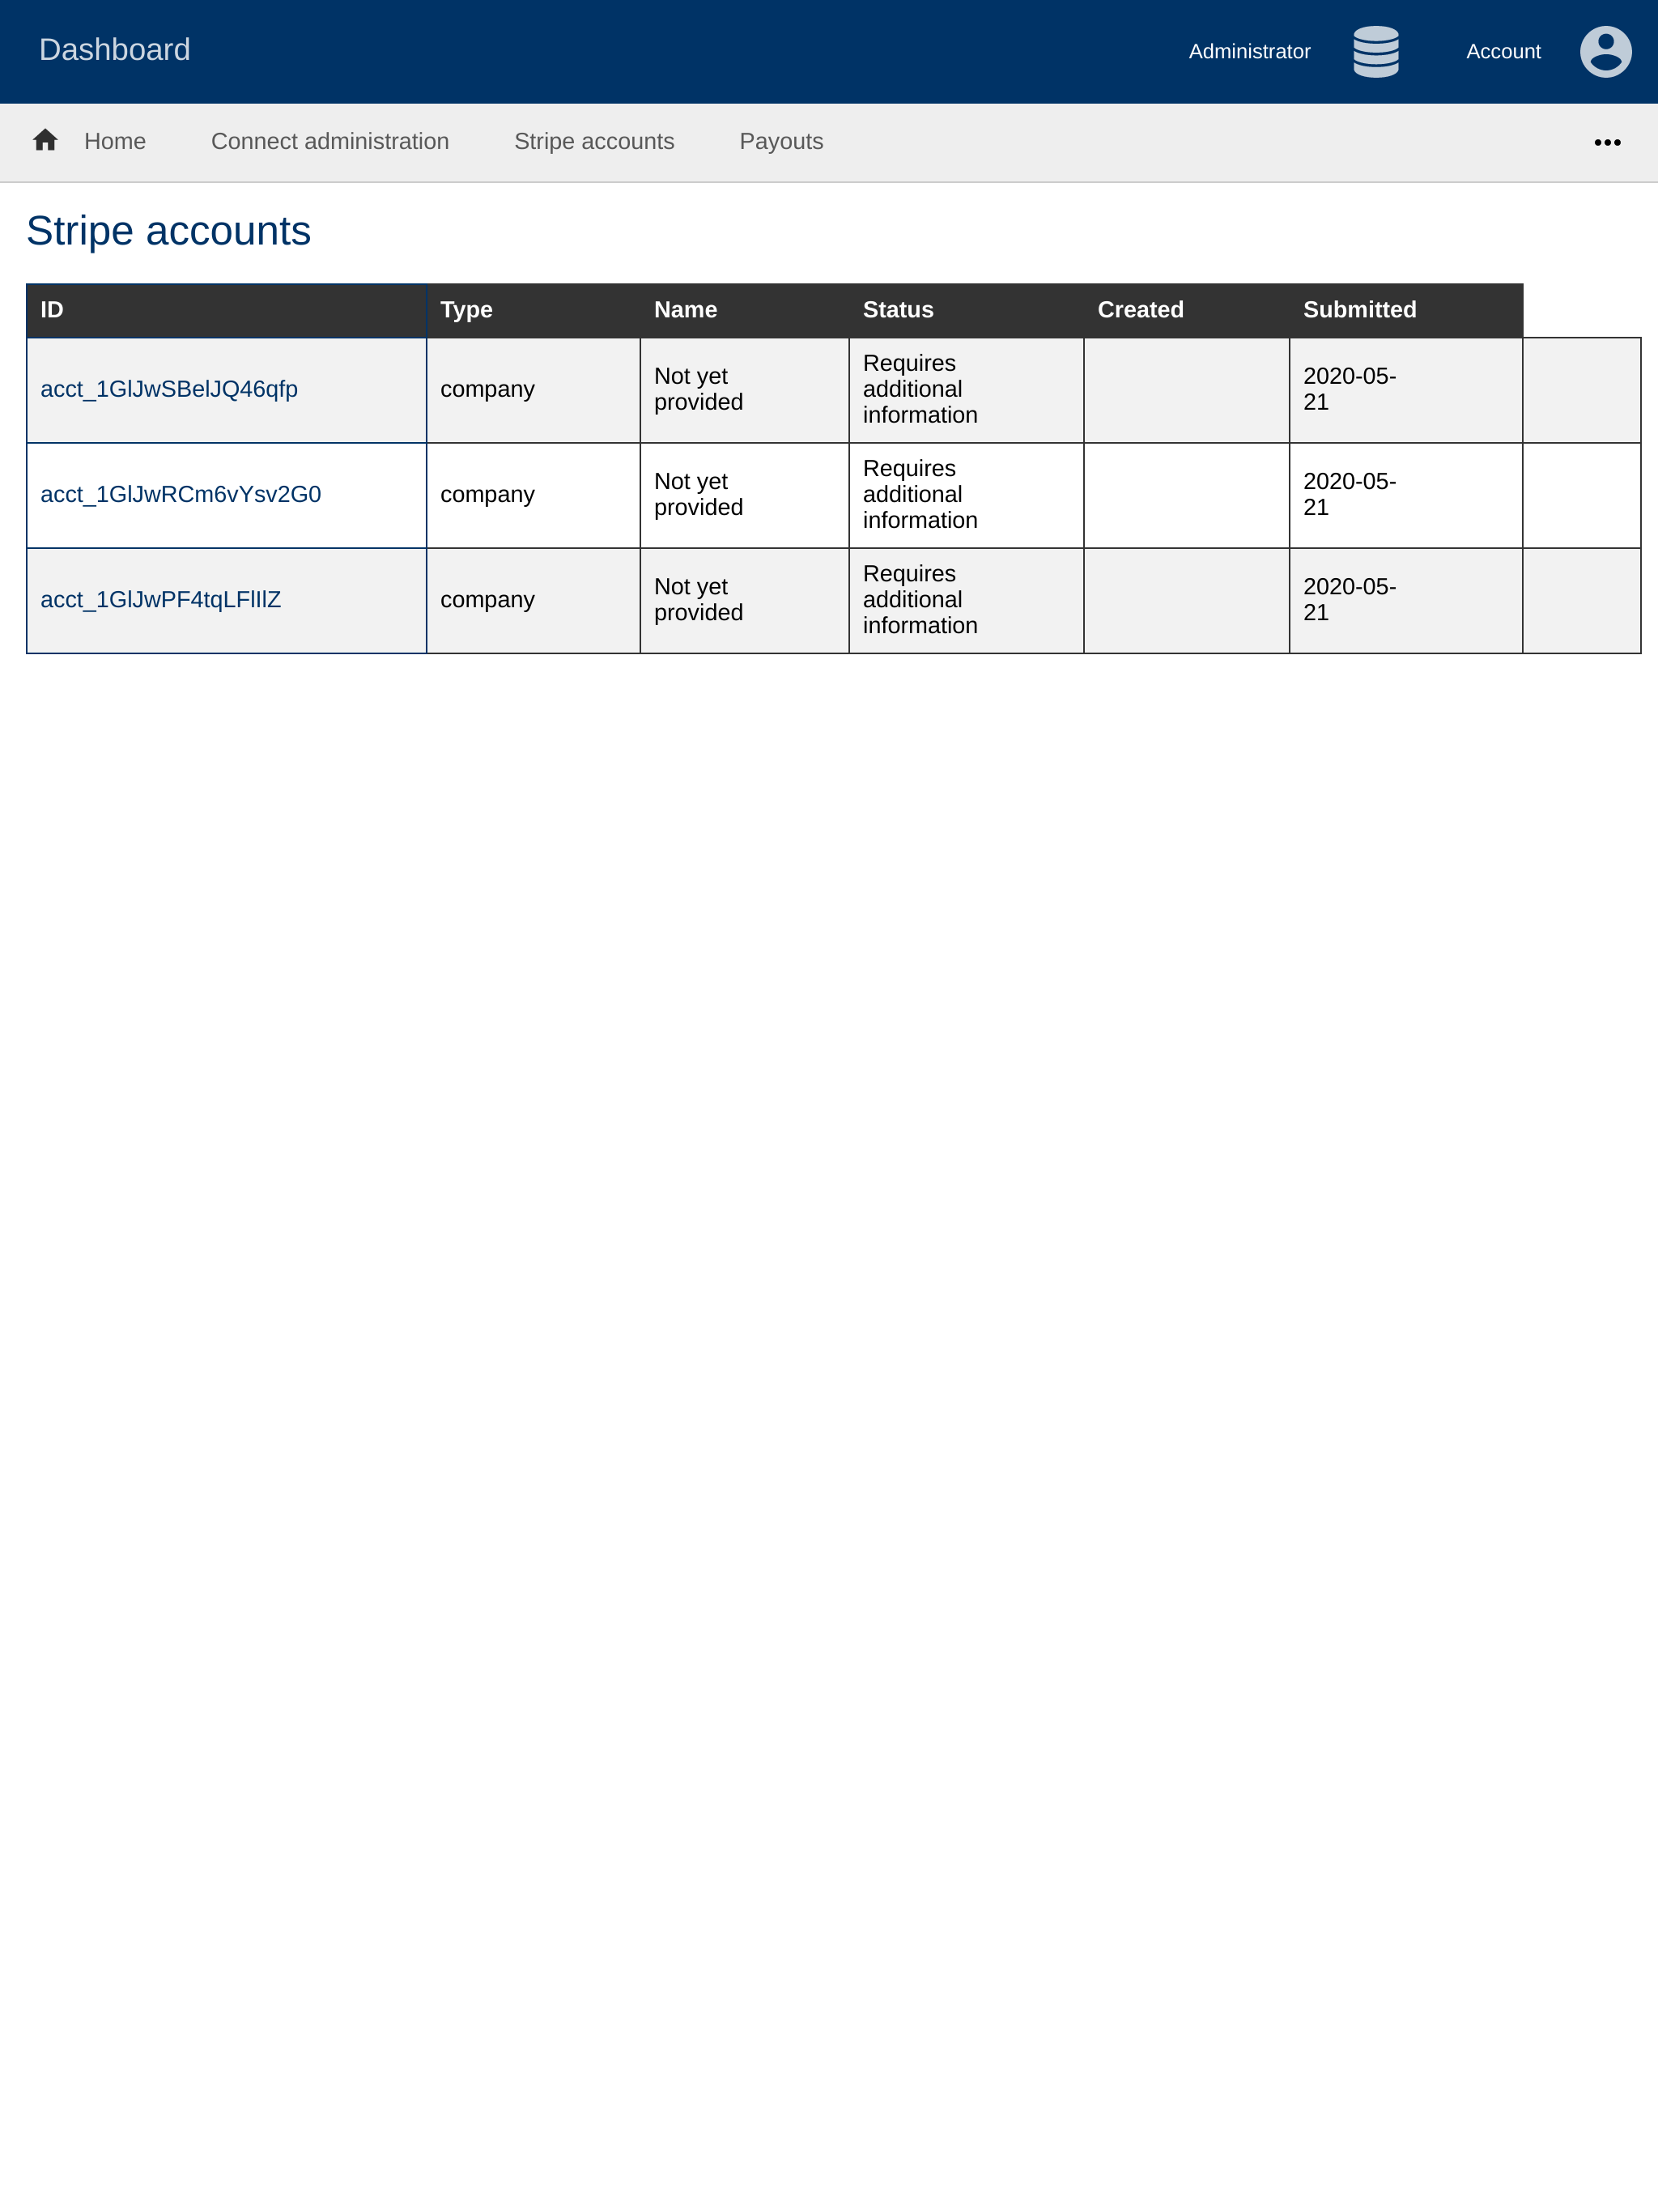 Dashboard Administrator Account
Home Connect administration Stripe accounts Payouts
Stripe accounts
ID Type Name Status Created Submitted
acct_1GlJwSBelJQ46qfp company Not yet provided Requires additional information 2020-05-21
acct_1GlJwRCm6vYsv2G0 company Not yet provided Requires additional information 2020-05-21
acct_1GlJwPF4tqLFlIlZ company Not yet provided Requires additional information 2020-05-21